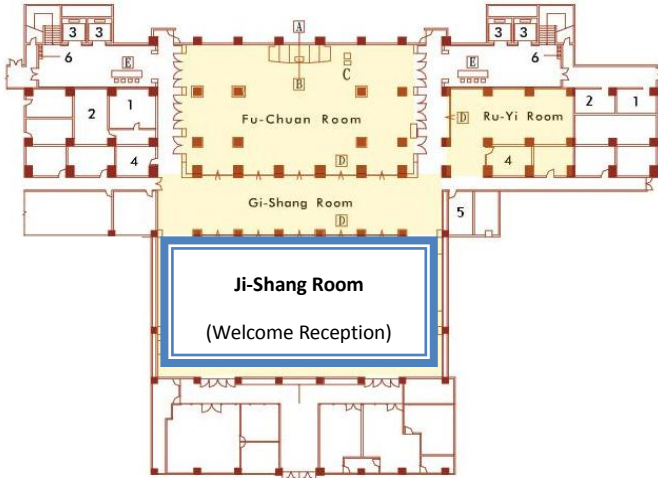 A
3 3
3 3
6
E
E
6
B
C
1
2
Fu-Chuan Room
D
Ru-Yi Room
2
1
4
D
4
Gi-Shang Room
5
D
Ji-Shang Room
(Welcome Reception)